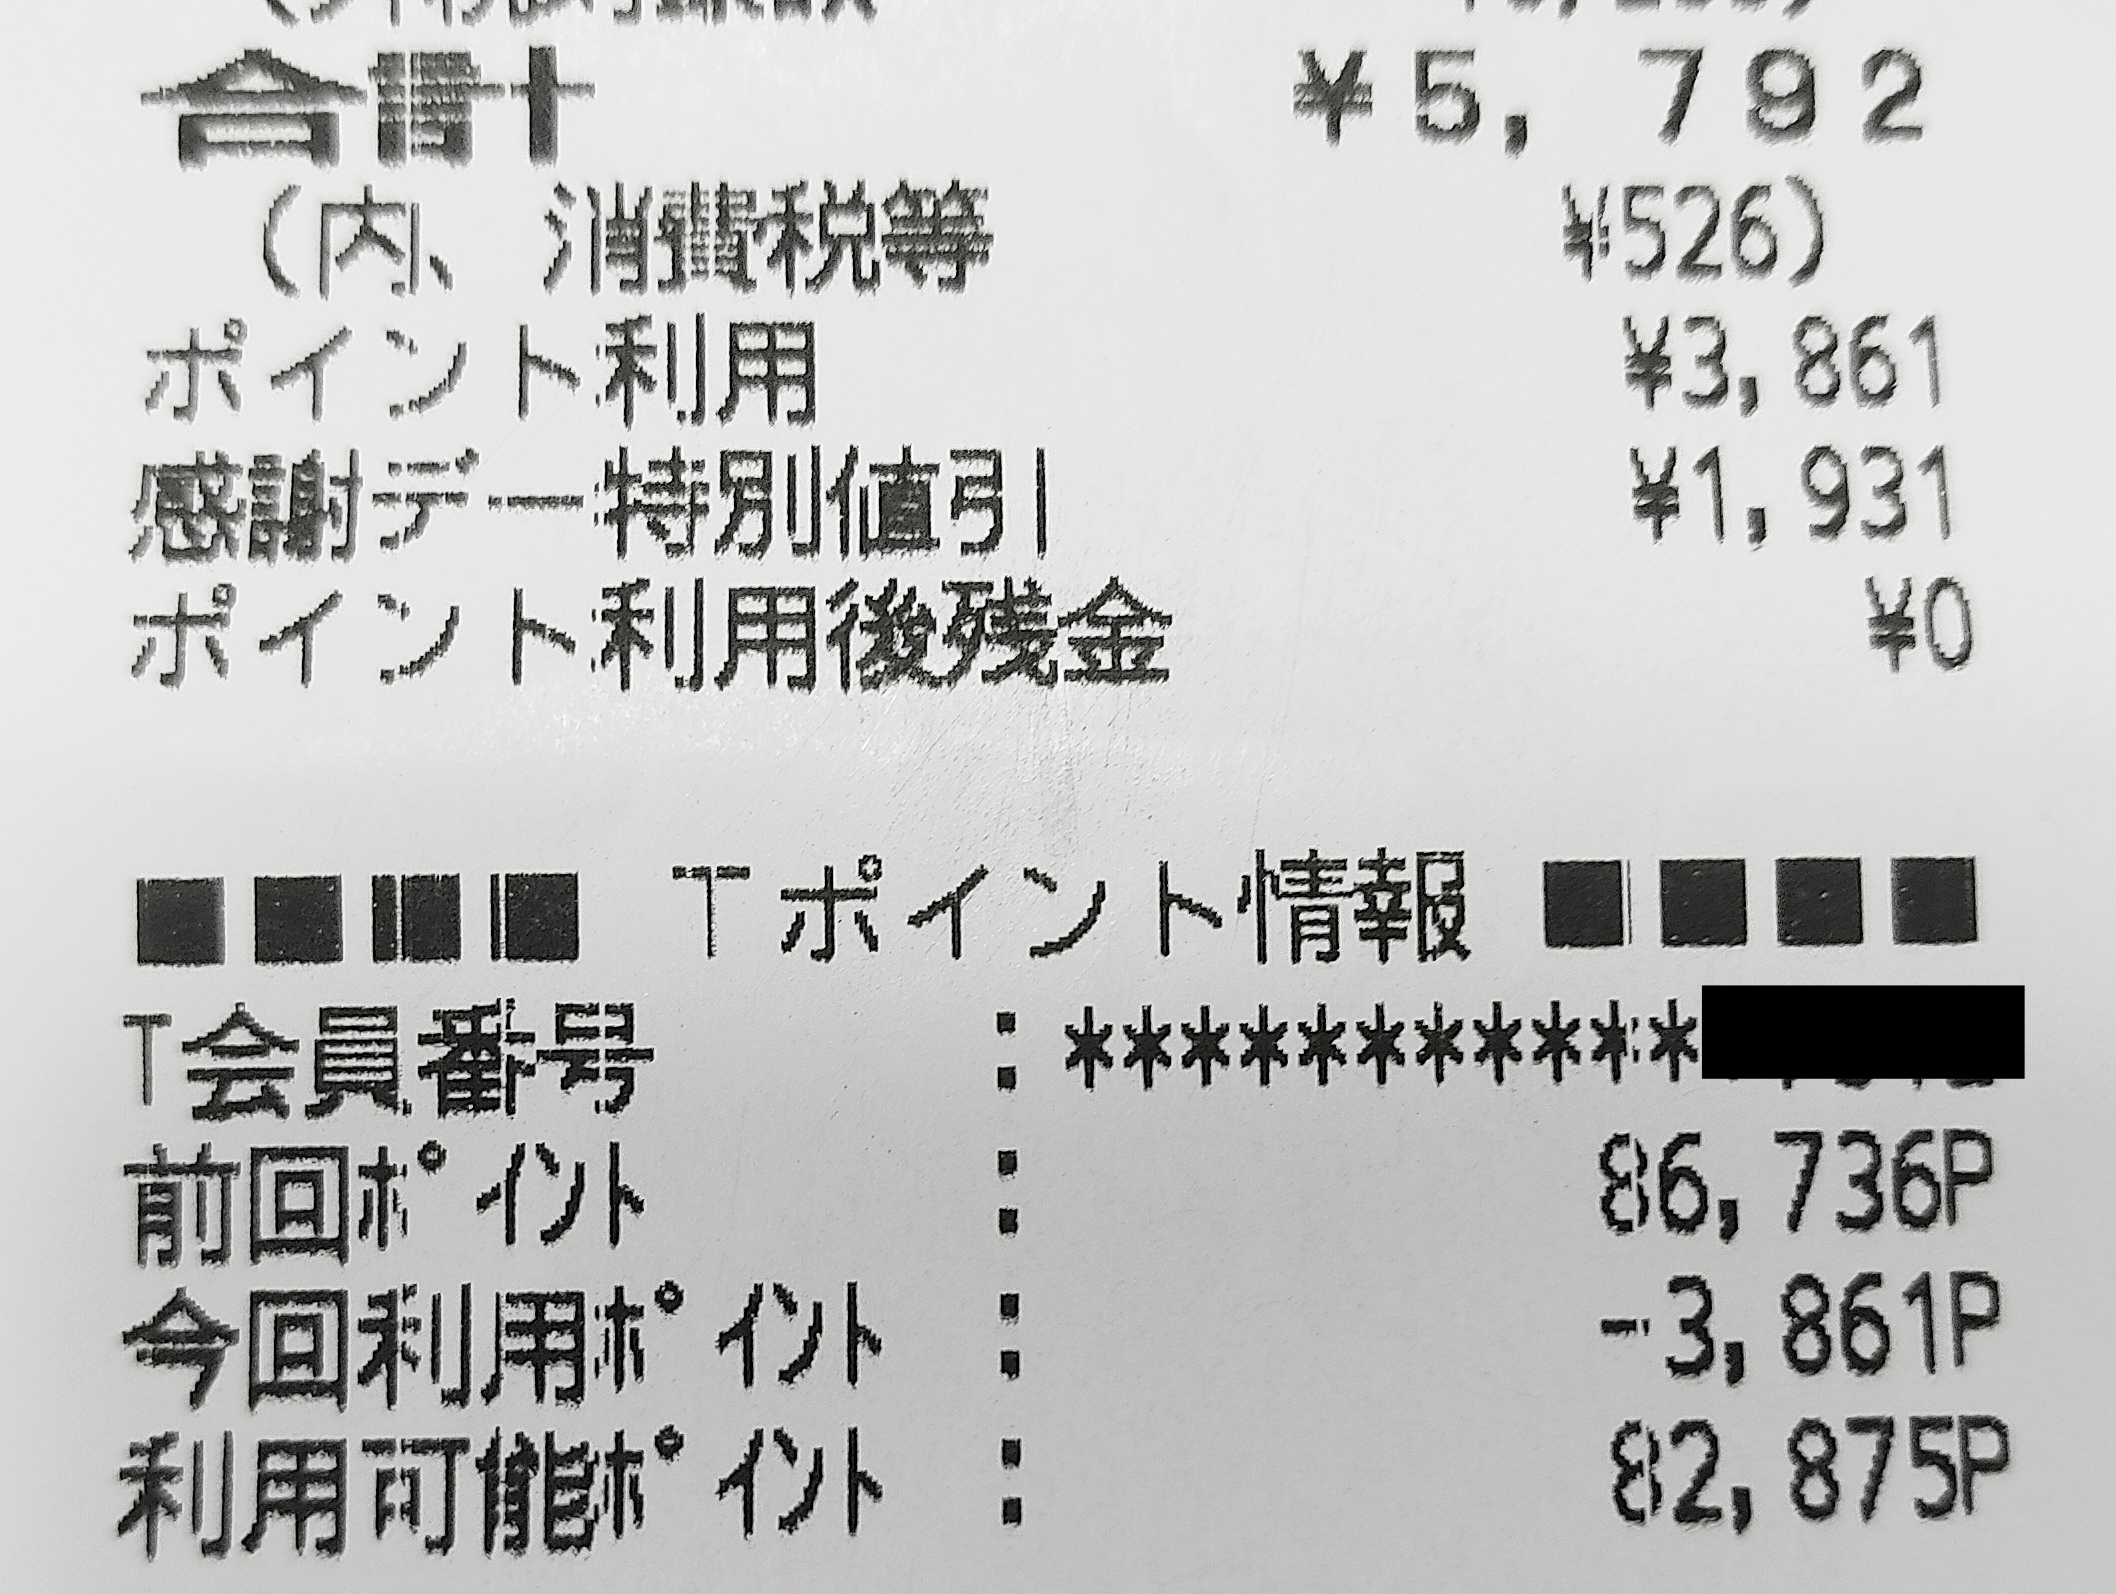 合計 ¥5,792
(内、 消費税等 ¥526)
ポイント利用 ¥3,861
感謝デー特別値引 ¥1,931
ポイント利用後残金 ¥0
■■■■ Tポイント情報 ■■■■
T会員番号 : ***********
前回ポイント : 86,736P
今回利用ポイント : -3,861P
利用可能ポイント : 82,875P